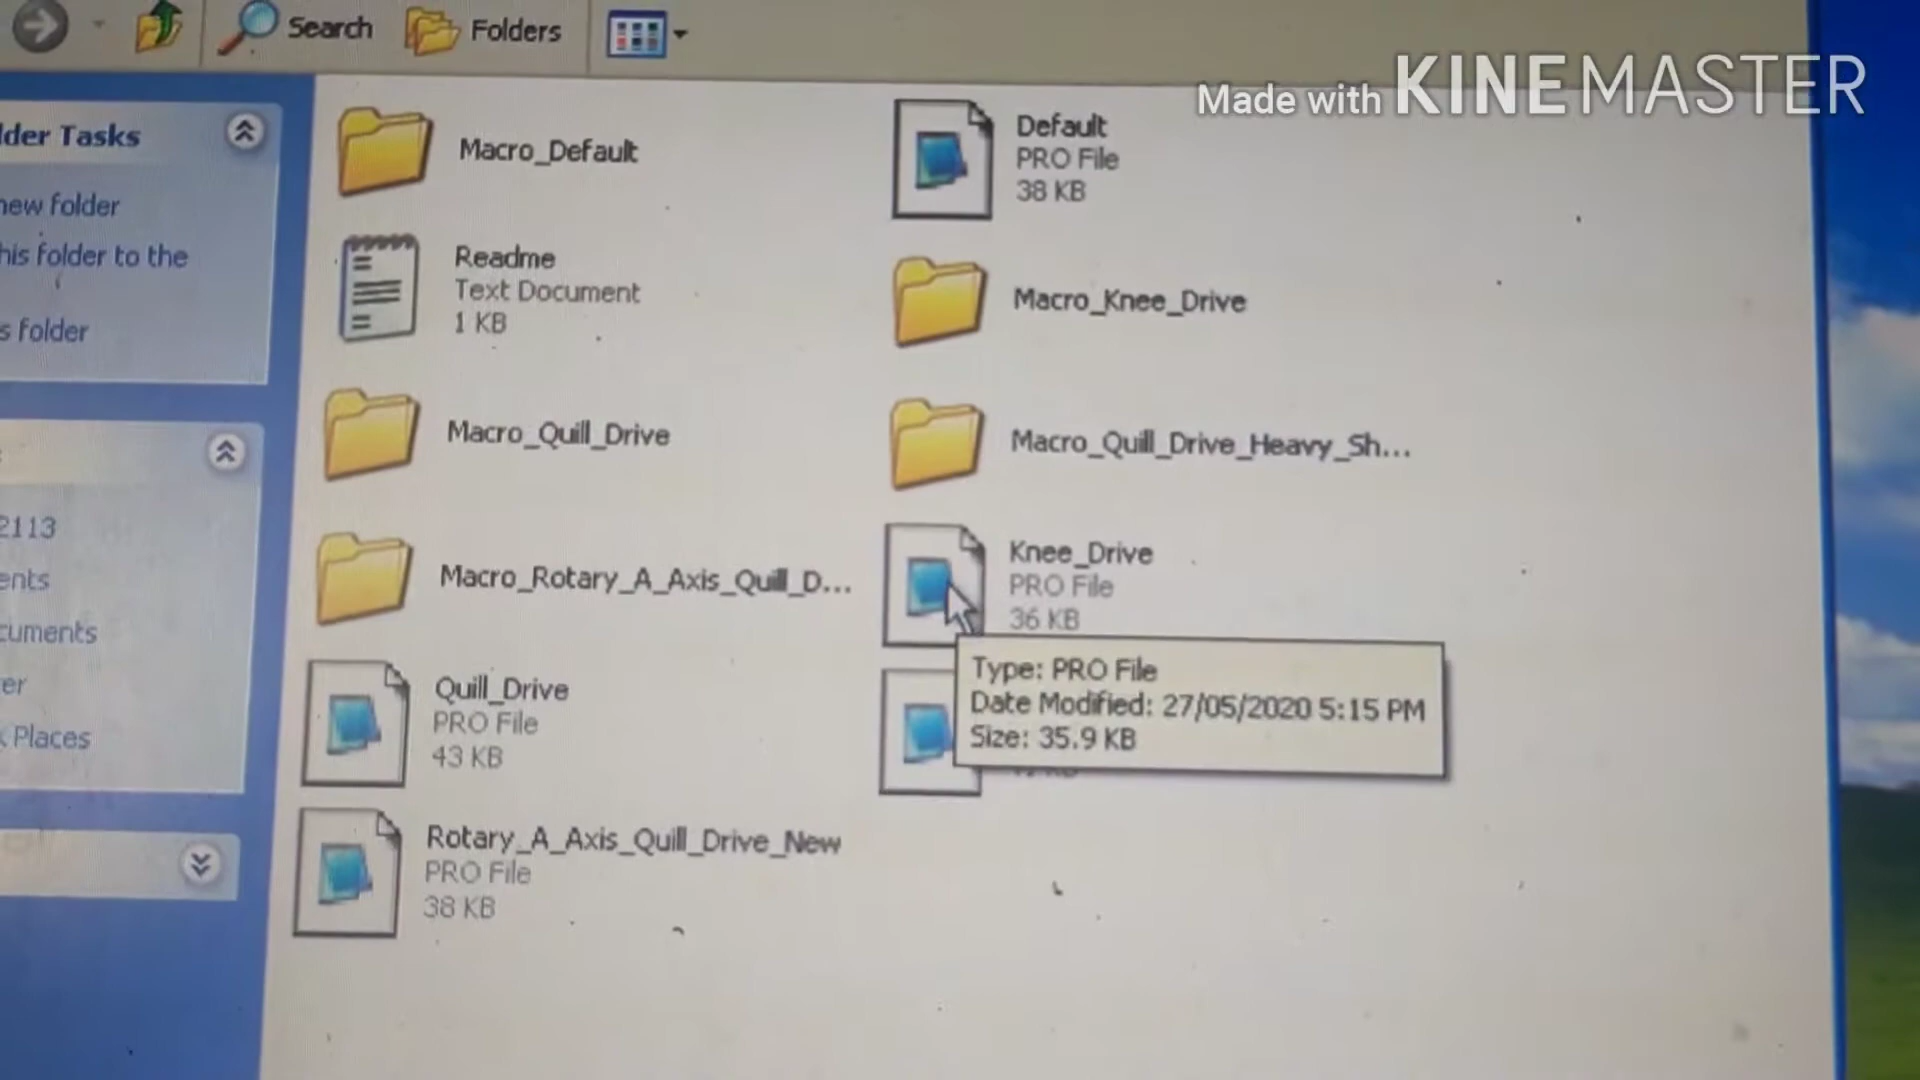 Search
Folders
Made with KINEMASTER
lder Tasks
new folder
his folder to the
s folder
2113
ents
cuments
er
k Places
Macro_Default
Default
PRO File
38 KB
Readme
Text Document
1 KB
Macro_Knee_Drive
Macro_Quill_Drive
Macro_Quill_Drive_Heavy_Sh...
Macro_Rotary_A_Axis_Quill_D...
Knee_Drive
PRO File
36 KB
Type: PRO File
Date Modified: 27/05/2020 5:15 PM
Size: 35.9 KB
Quill_Drive
PRO File
43 KB
Rotary_A_Axis_Quill_Drive_New
PRO File
38 KB